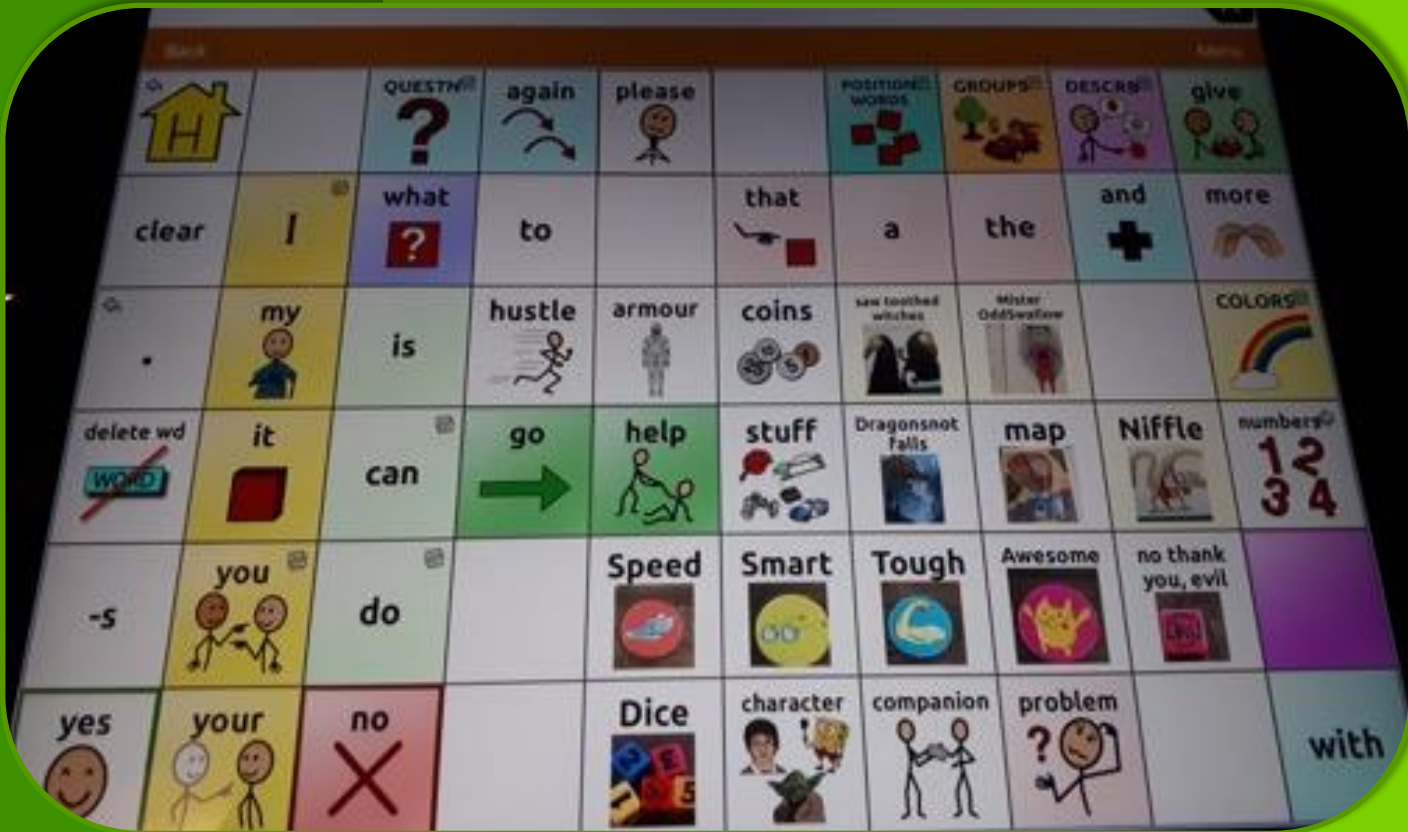 Back
Menu
H
QUESTN
again
please
POSITION
WORDS
GROUPS
DESCRB
give
clear
I
what
?
to
that
a
the
and
more
.
my
is
hustle
armour
coins
saw toothed
witches
Mister
OddSwallow
COLORS
delete wd
WORD
it
can
go
help
stuff
Dragonsnot
falls
map
Niffle
numbers
1 2
3 4
-s
you
do
Speed
Smart
Tough
Awesome
no thank
you, evil
yes
your
no
Dice
character
companion
problem
?
with